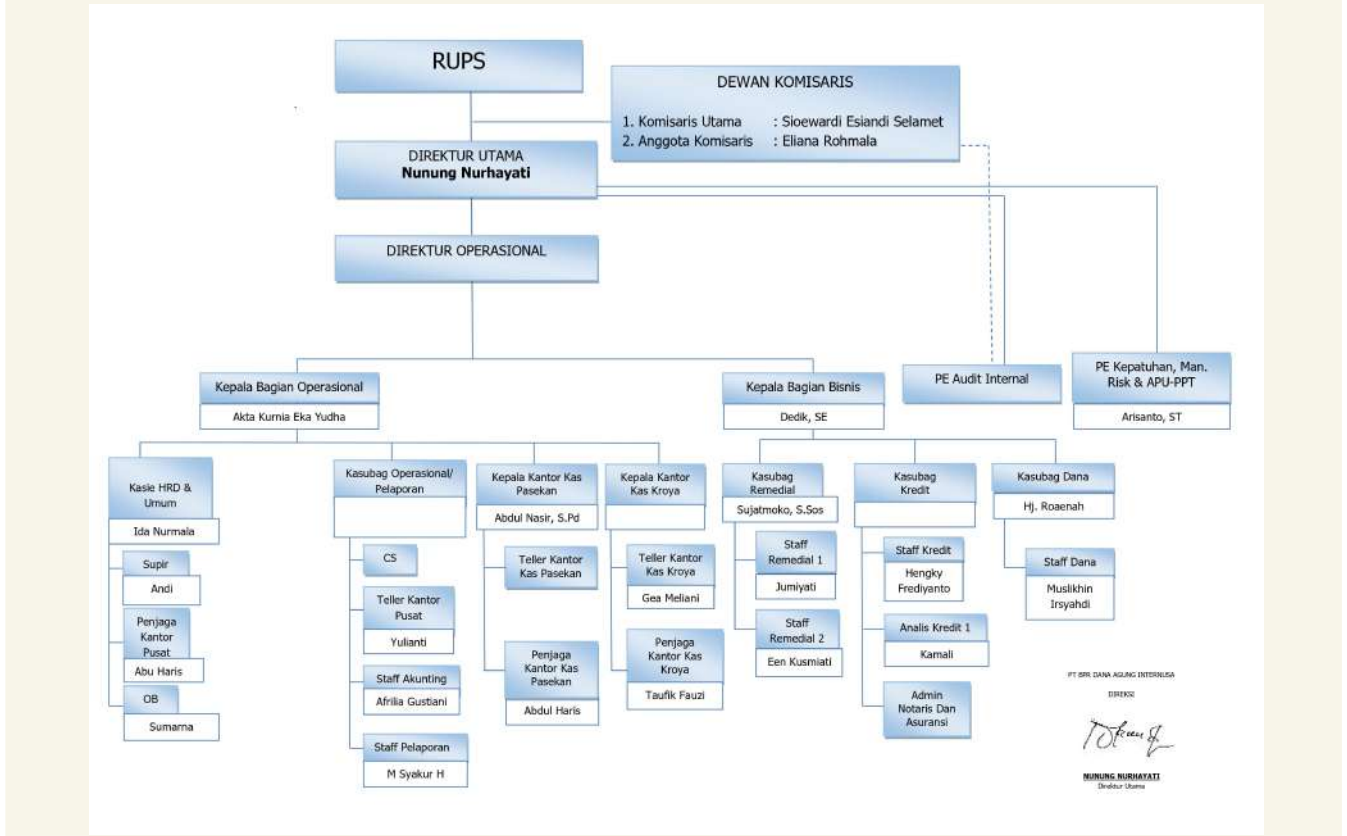 RUPS
DEWAN KOMISARIS
1. Komisaris Utama : Sioewardi Esiandi Selamet
2. Anggota Komisaris : Eliana Rohmala
DIREKTUR UTAMA
Nunung Nurhayati
DIREKTUR OPERASIONAL
Kepala Bagian Operasional
Akta Kurnia Eka Yudha
Kepala Bagian Bisnis
Dedik, SE
PE Audit Internal
PE Kepatuhan, Man.
Risk & APU-PPT
Arisanto, ST
Kasie HRD &
Umum
Ida Nurmala
Supir
Andi
Penjaga
Kantor
Pusat
Abu Haris
OB
Sumarna
Kasubag Operasional/
Pelaporan
CS
Teller Kantor
Pusat
Yulianti
Staff Akunting
Afrilia Gustiani
Staff Pelaporan
M Syakur H
Kepala Kantor Kas
Pasekan
Abdul Nasir, S.Pd
Teller Kantor
Kas Pasekan
Penjaga
Kantor Kas
Pasekan
Abdul Haris
Kepala Kantor
Kas Kroya
Teller Kantor
Kas Kroya
Gea Meliani
Penjaga
Kantor Kas
Kroya
Taufik Fauzi
Kasubag
Remedial
Sujatmoko, S.Sos
Staff
Remedial 1
Jumiyati
Staff
Remedial 2
Een Kusmiati
Kasubag
Kredit
Staff Kredit
Hengky
Frediyanto
Analis Kredit 1
Kamali
Admin
Notaris Dan
Asuransi
Kasubag Dana
Hj. Roaenah
Staff Dana
Muslikhin
Irsyahdi
PT BPR DANA AGUNG INTERNUSA
DIREKSI
NUNUNG NURHAYATI
Direktur Utama